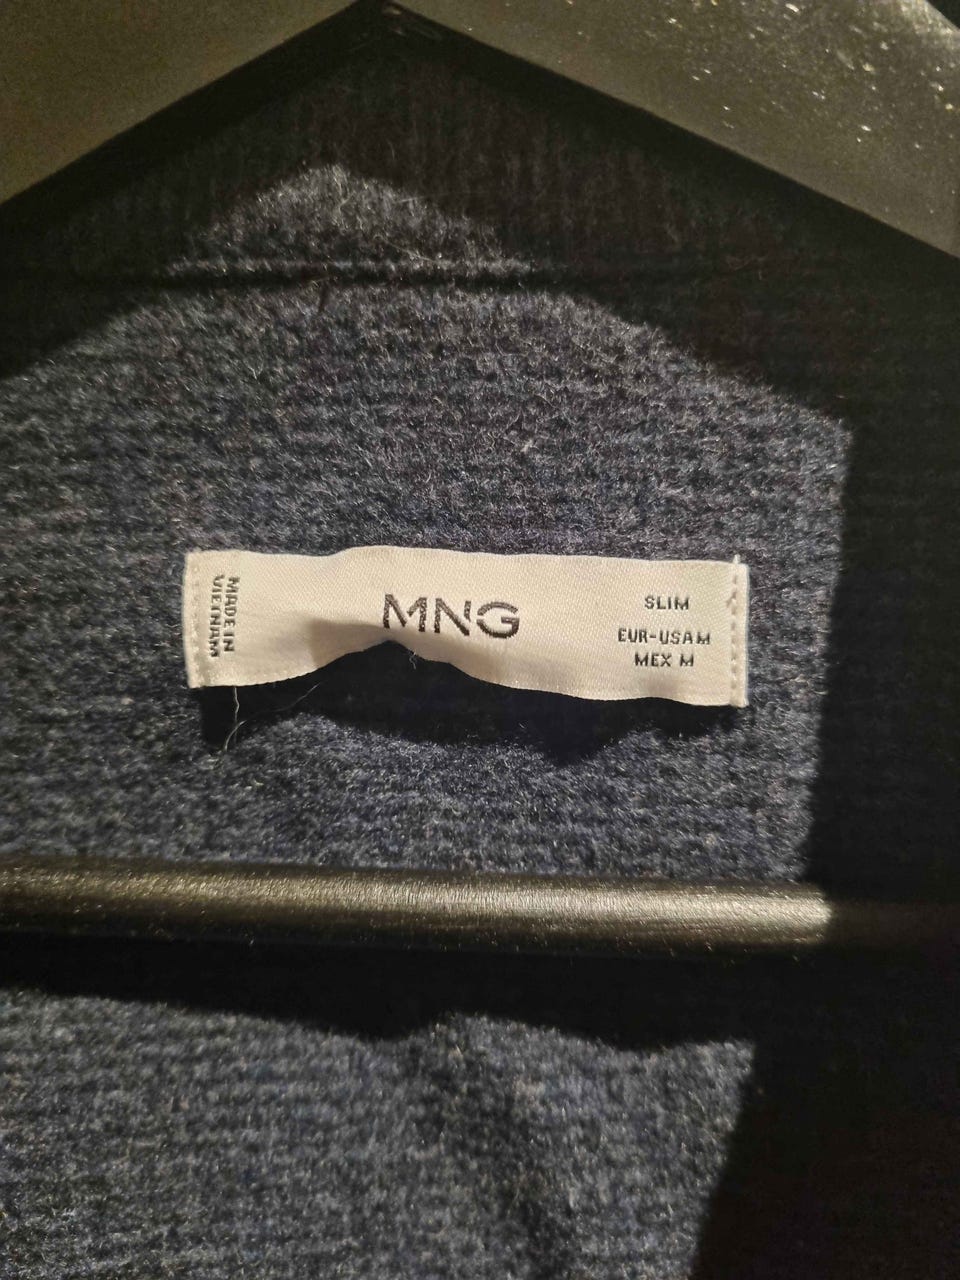 MADE IN
VIETNAM
MNG
SLIM
EUR-USA M
MEX M